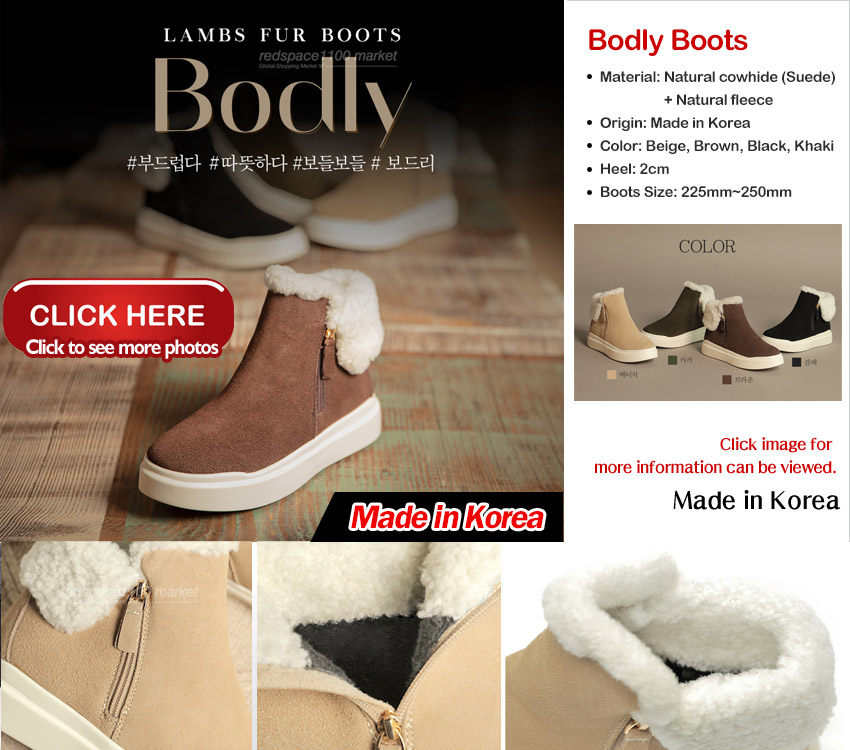 LAMBS FUR BOOTS
redspace1100 market
Global Shopping Market
Bodly
#부드럽다 #따뜻하다 #보들보들 # 보드리
CLICK HERE
Click to see more photos
Made in Korea
Bodly Boots
• Material: Natural cowhide (Suede)
+ Natural fleece
• Origin: Made in Korea
• Color: Beige, Brown, Black, Khaki
• Heel: 2cm
• Boots Size: 225mm~250mm
COLOR
베이지
카키
브라운
블랙
Click image for
more information can be viewed.
Made in Korea
redspace1100 market